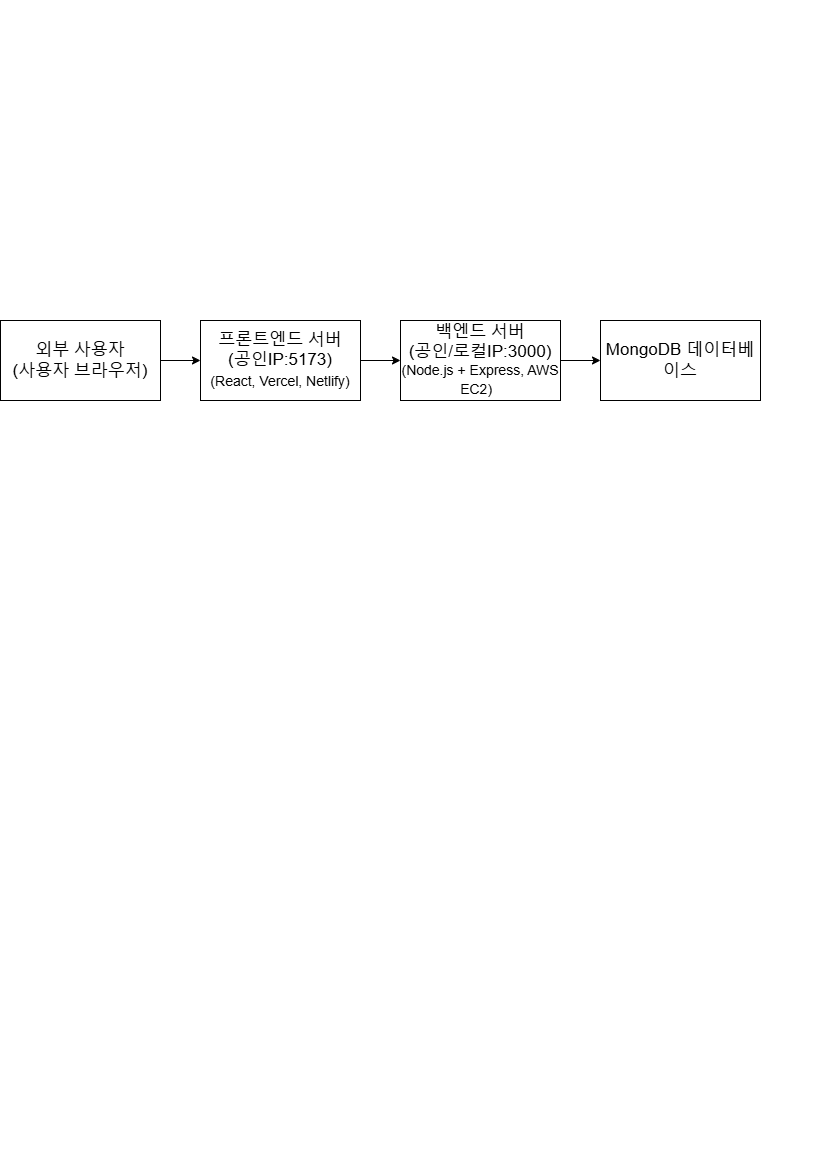 외부 사용자
(사용자 브라우저)
프론트엔드 서버
(공인IP:5173)
(React, Vercel, Netlify)
백엔드 서버
(공인/로컬IP:3000)
(Node.js + Express, AWS
EC2)
MongoDB 데이터베
이스